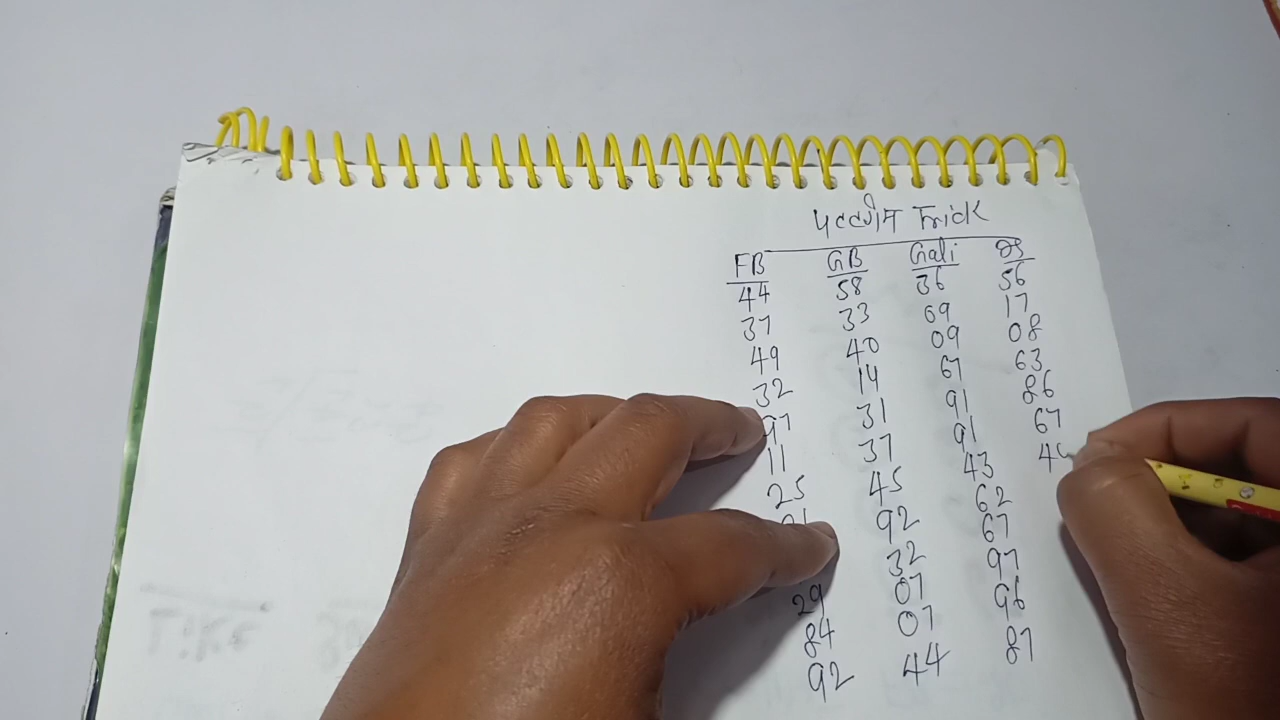 Trick
FB GB Gali DS
44 58 36 56
37 33 69 17
49 40 09 08
32 14 67 63
97 31 91 86
11 37 91 67
25 45 43
92 62
32 67
29 07 97
84 07 96
92 44 87